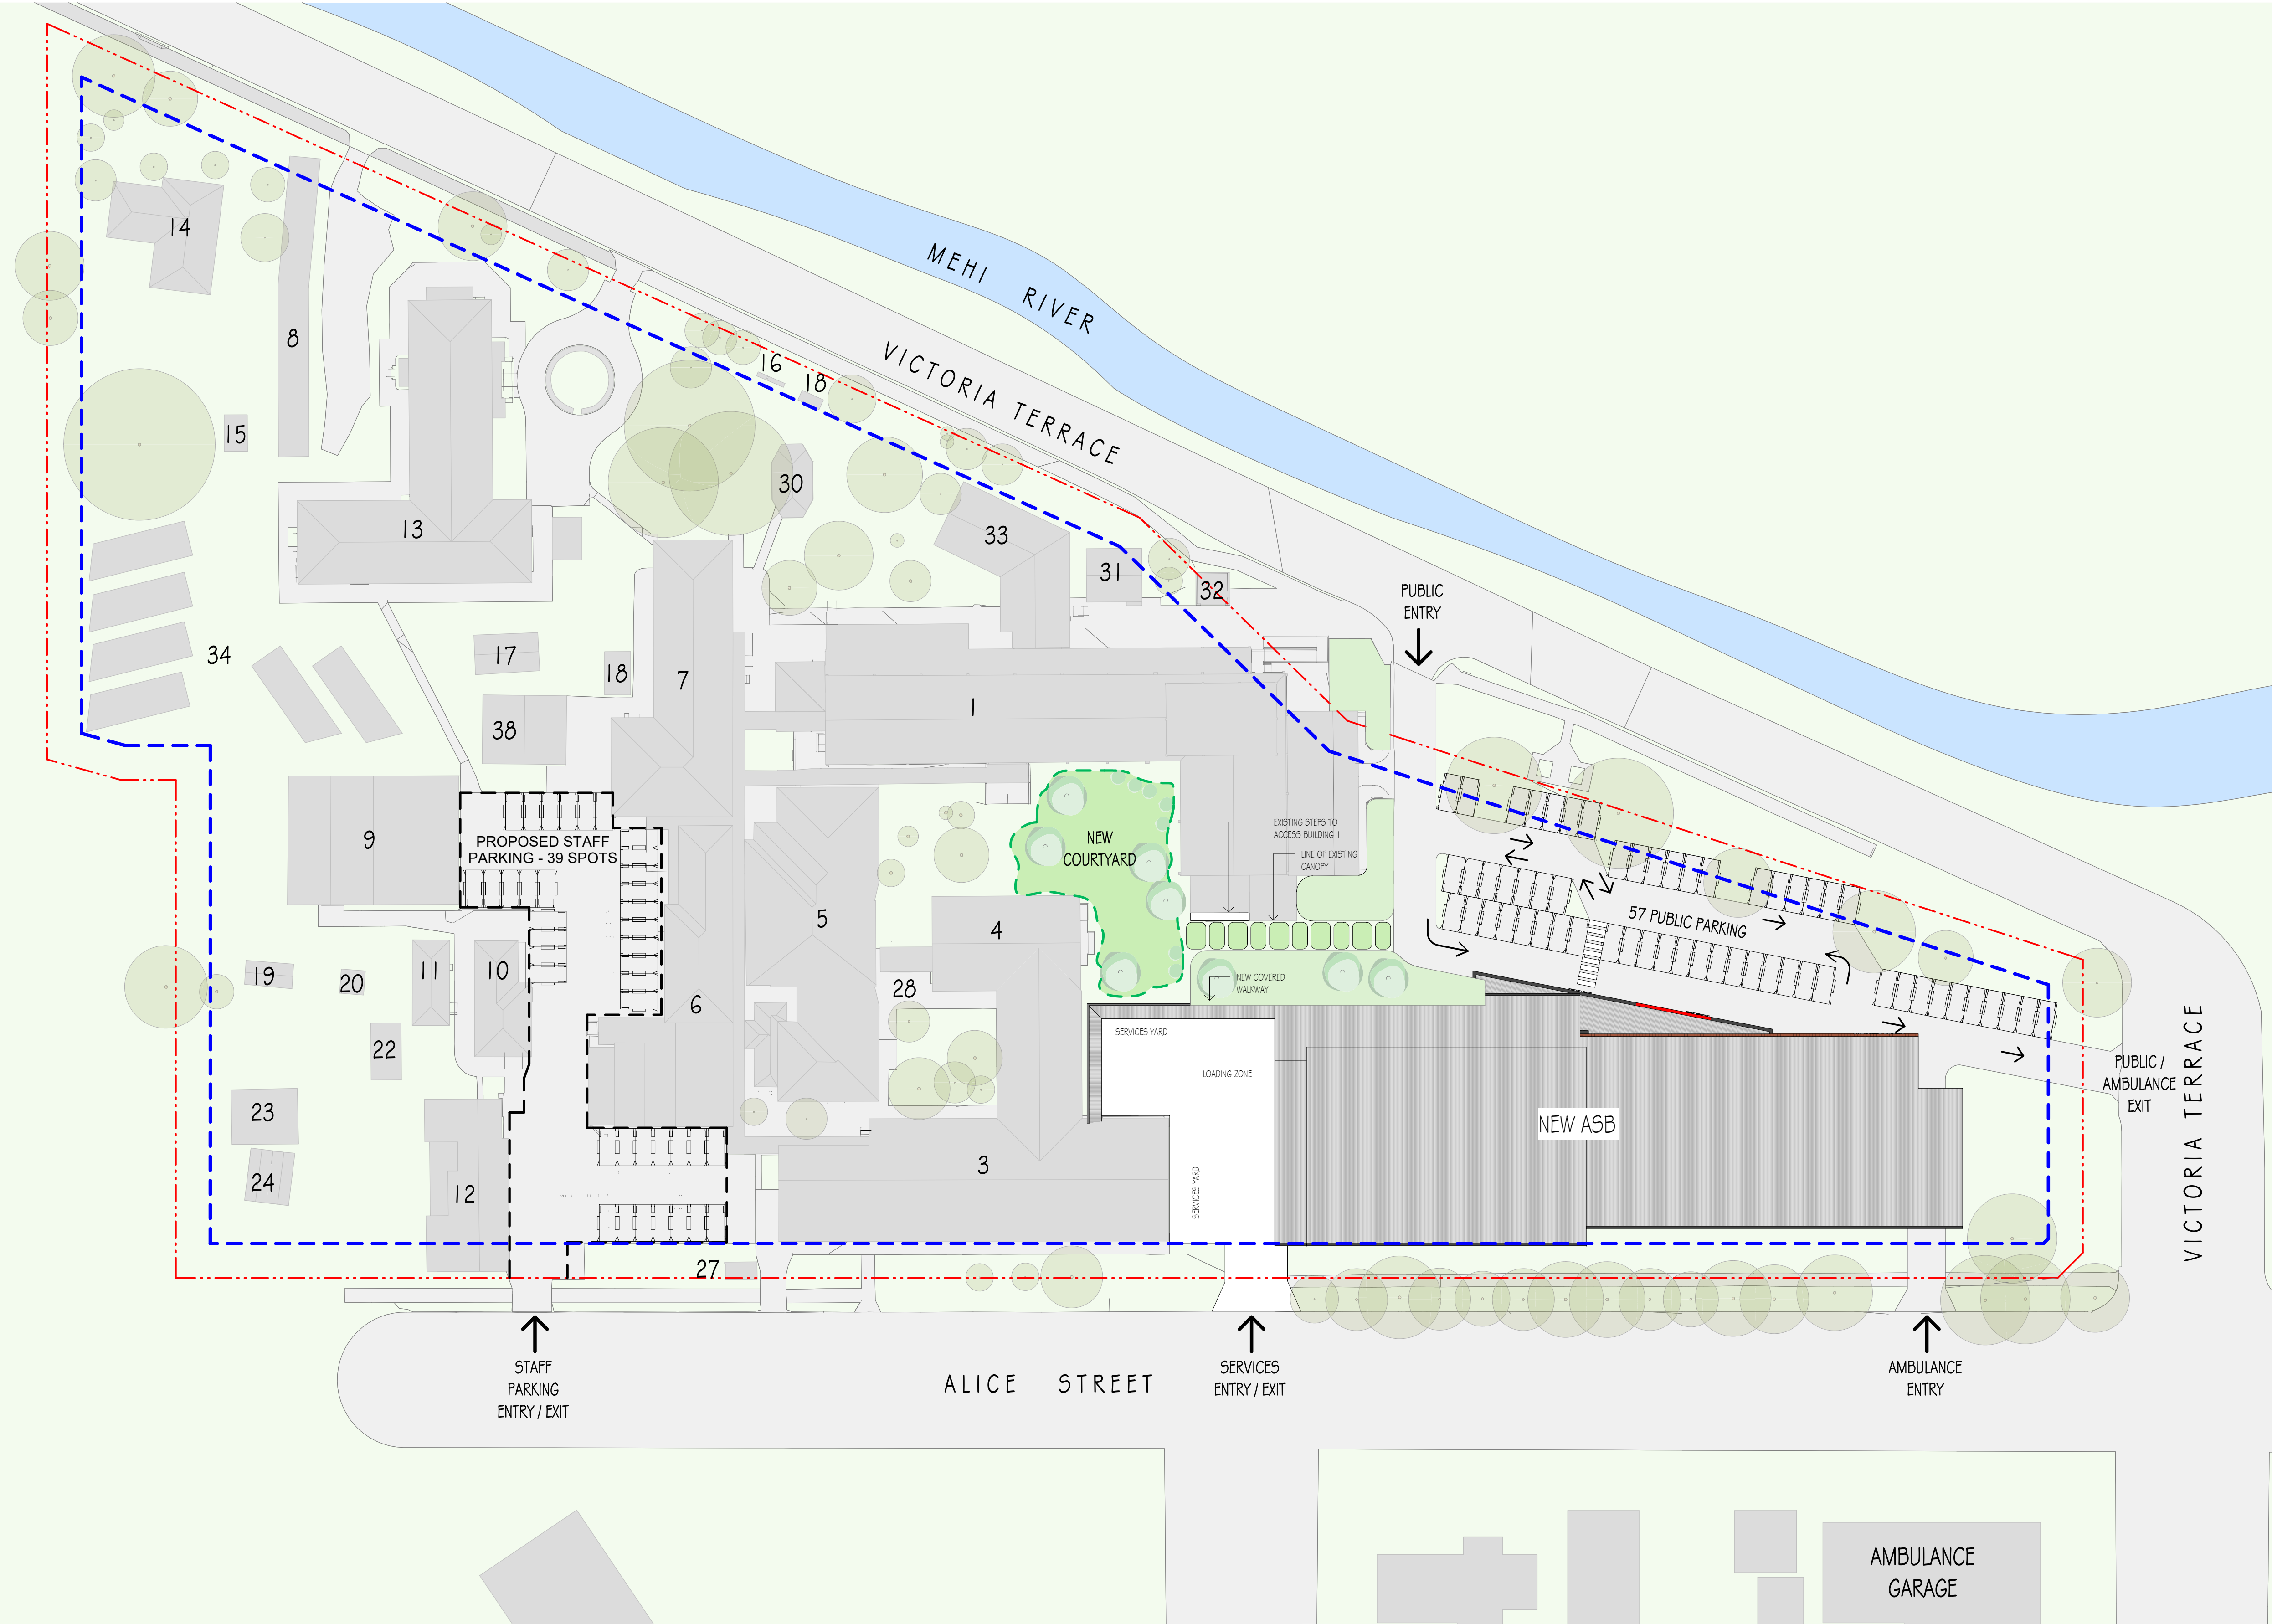 MEHI RIVER
VICTORIA TERRACE
14
8
16
18
15
30
13
33
31
32
PUBLIC
ENTRY
34
17
18
7
38
1
9
PROPOSED STAFF
PARKING - 39 SPOTS
NEW
COURTYARD
EXISTING STEPS TO
ACCESS BUILDING 1
LINE OF EXISTING
CANOPY
5
4
57 PUBLIC PARKING
19
20
11
10
28
6
NEW COVERED
WALKWAY
22
SERVICES YARD
LOADING ZONE
PUBLIC /
AMBULANCE
EXIT
VICTORIA TERRACE
23
24
12
3
SERVICES YARD
NEW ASB
27
STAFF
PARKING
ENTRY / EXIT
ALICE STREET
SERVICES
ENTRY / EXIT
AMBULANCE
ENTRY
AMBULANCE
GARAGE